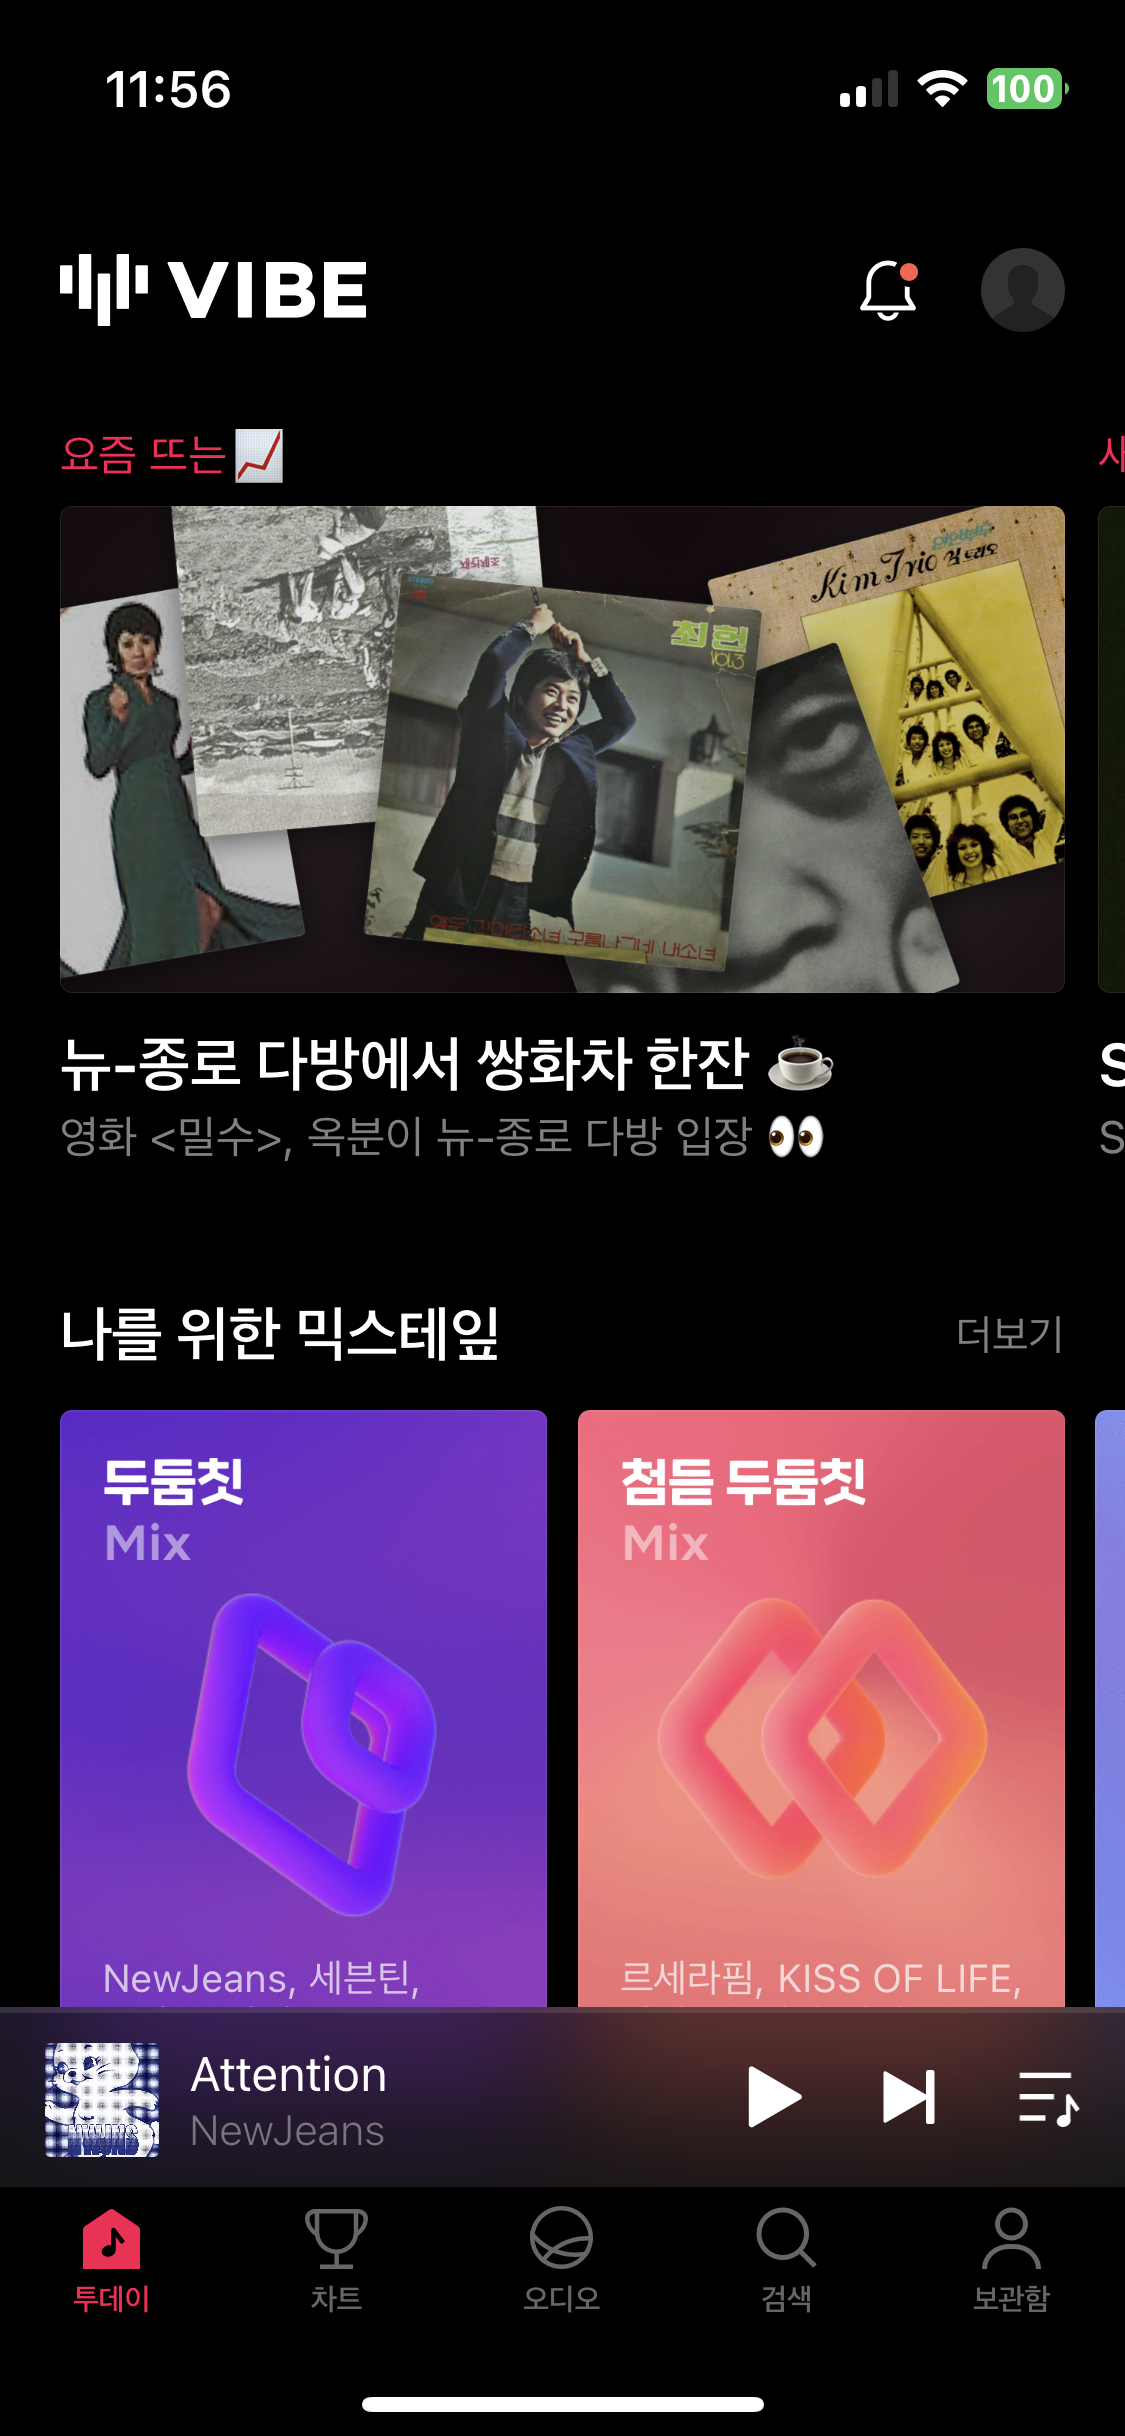 11:56
100
VIBE
요즘 뜨는
Kim Trio 김트리오
최헌
VOL.3
뉴-종로 다방에서 쌍화차 한잔
영화 <밀수>, 옥분이 뉴-종로 다방 입장
나를 위한 믹스테잎
더보기
두둠칫
Mix
첨듣 두둠칫
Mix
NewJeans, 세븐틴,
르세라핌, KISS OF LIFE,
Attention
NewJeans
투데이
차트
오디오
검색
보관함